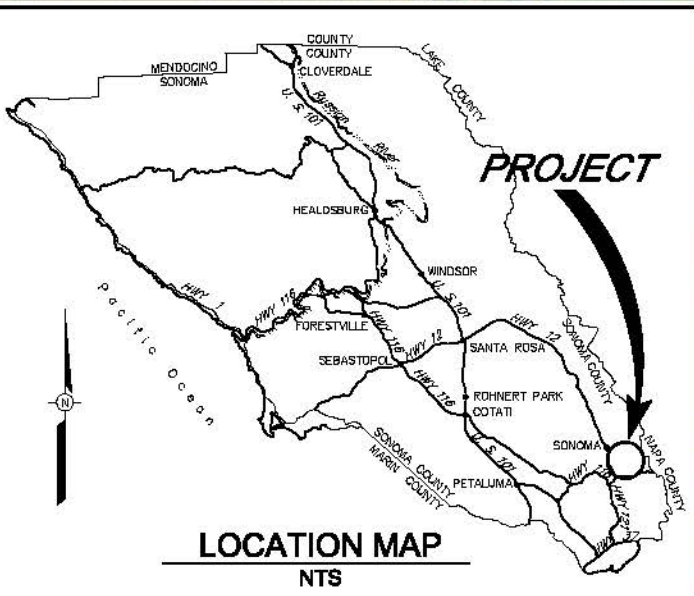 COUNTY
COUNTY
LAKE
COUNTY
MENDOCINO
SONOMA
CLOVERDALE
U. S. 101
Russian
River
PROJECT
HEALDSBURG
WINDSOR
U. S. 101
HWY 1
HWY 116
Pacific Ocean
FORESTVILLE
HWY 116
HWY 12
HWY 12
SONOMA COUNTY
SEBASTOPOL
SANTA ROSA
HWY 116
ROHNERT PARK
COTATI
N
SONOMA
NAPA COUNTY
SONOMA COUNTY
MARIN COUNTY
U. S. 101
HWY
PETALUMA
HWY
LOCATION MAP
NTS